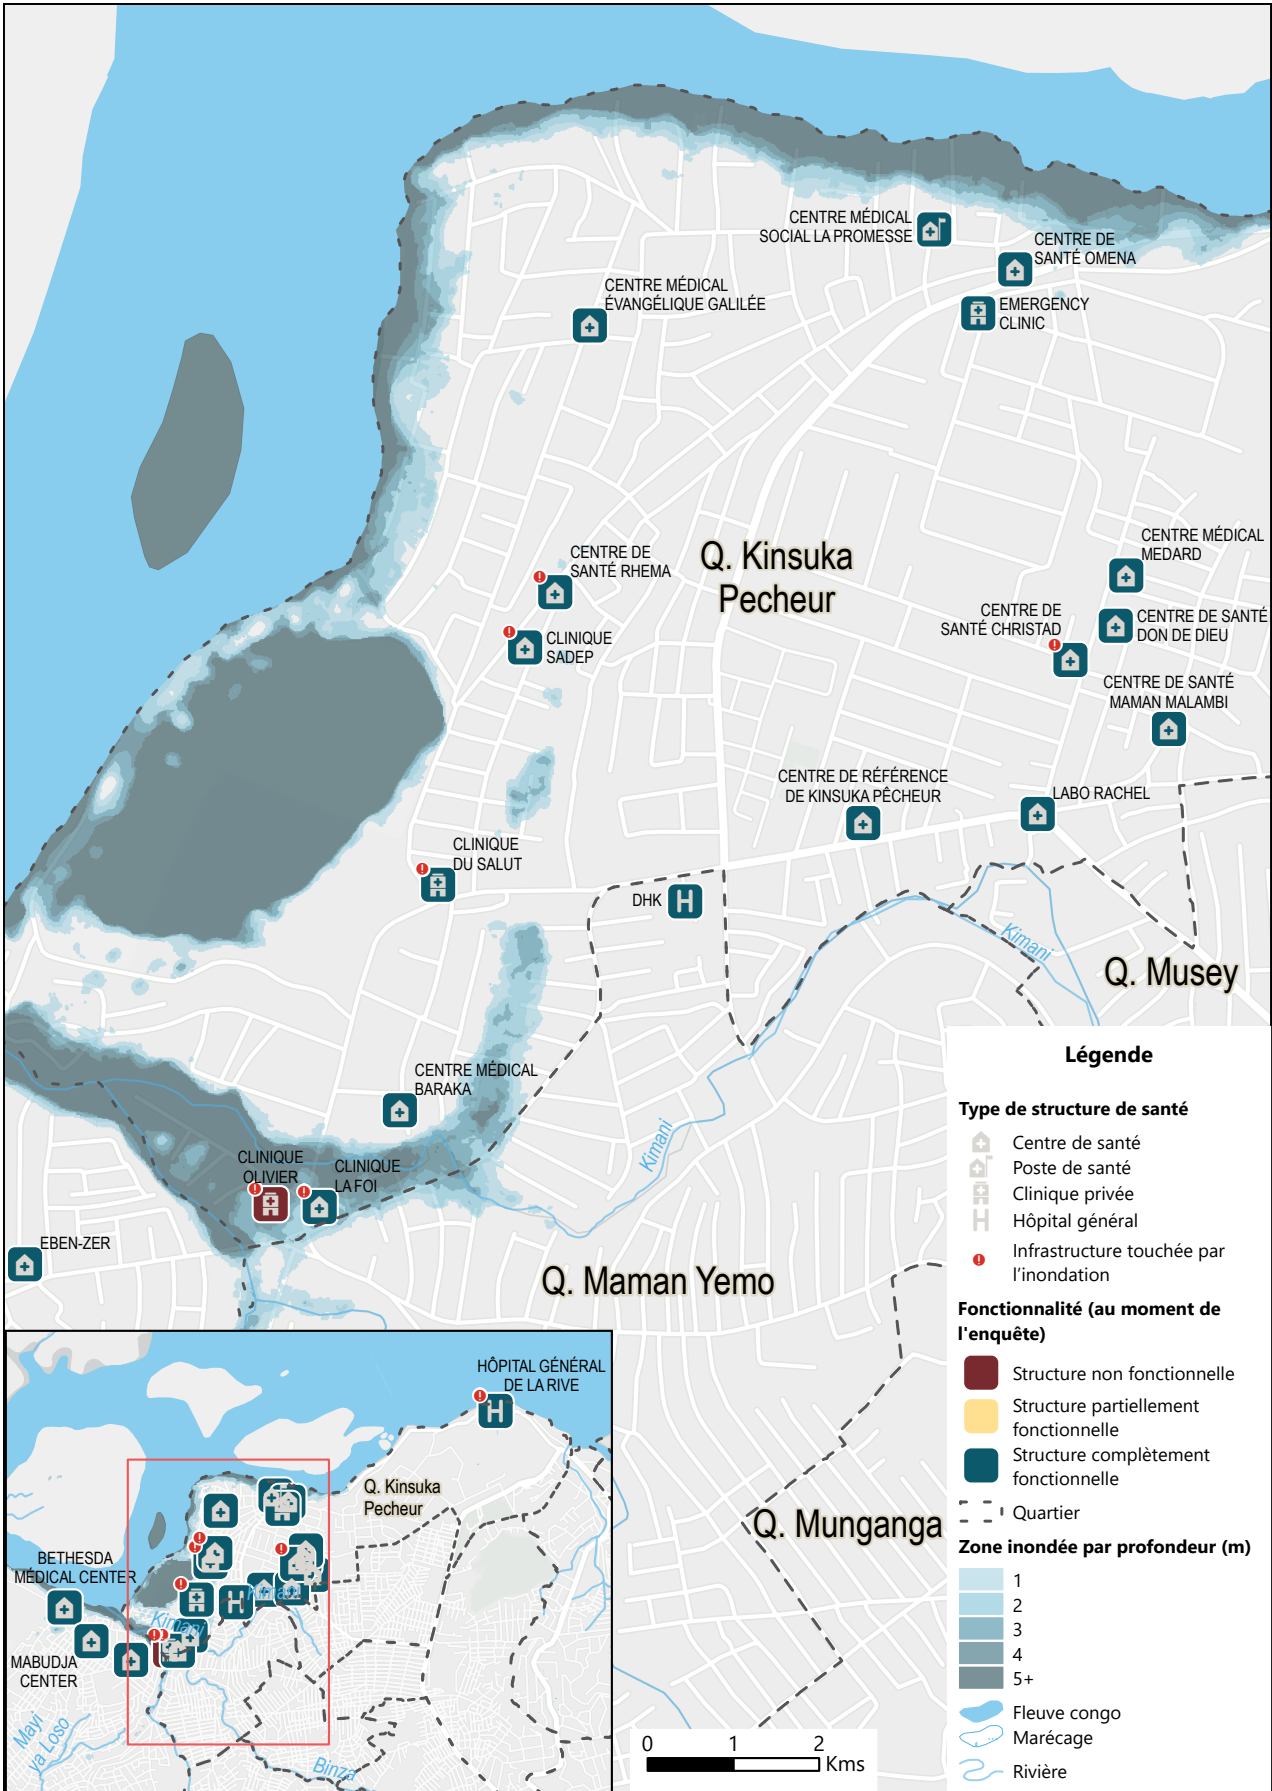 CENTRE MÉDICAL
SOCIAL LA PROMESSE
CENTRE DE
SANTÉ OMENA
CENTRE MÉDICAL
ÉVANGÉLIQUE GALILÉE
EMERGENCY
CLINIC
CENTRE DE
SANTÉ RHEMA
Q. Kinsuka
Pecheur
CENTRE MÉDICAL
MEDARD
CLINIQUE
SADEP
CENTRE DE
SANTÉ CHRISTAD
CENTRE DE SANTÉ
DON DE DIEU
CENTRE DE SANTÉ
MAMAN MALAMBI
CENTRE DE RÉFÉRENCE
DE KINSUKA PÊCHEUR
LABO RACHEL
CLINIQUE
DU SALUT
DHK
Kimani
Q. Musey
CENTRE MÉDICAL
BARAKA
Kimani
CLINIQUE
OLIVIER
CLINIQUE
LA FOI
EBEN-ZER
Q. Maman Yemo
Q. Munganga
HÔPITAL GÉNÉRAL
DE LA RIVE
Q. Kinsuka
Pecheur
BETHESDA
MÉDICAL CENTER
Kimani
Kimani
MABUDJA
CENTER
Mayi
ya Loso
Binza
0 1 2
Kms
Légende
Type de structure de santé
Centre de santé
Poste de santé
Clinique privée
Hôpital général
Infrastructure touchée par
l'inondation
Fonctionnalité (au moment de
l'enquête)
Structure non fonctionnelle
Structure partiellement
fonctionnelle
Structure complètement
fonctionnelle
Quartier
Zone inondée par profondeur (m)
1
2
3
4
5+
Fleuve congo
Marécage
Rivière